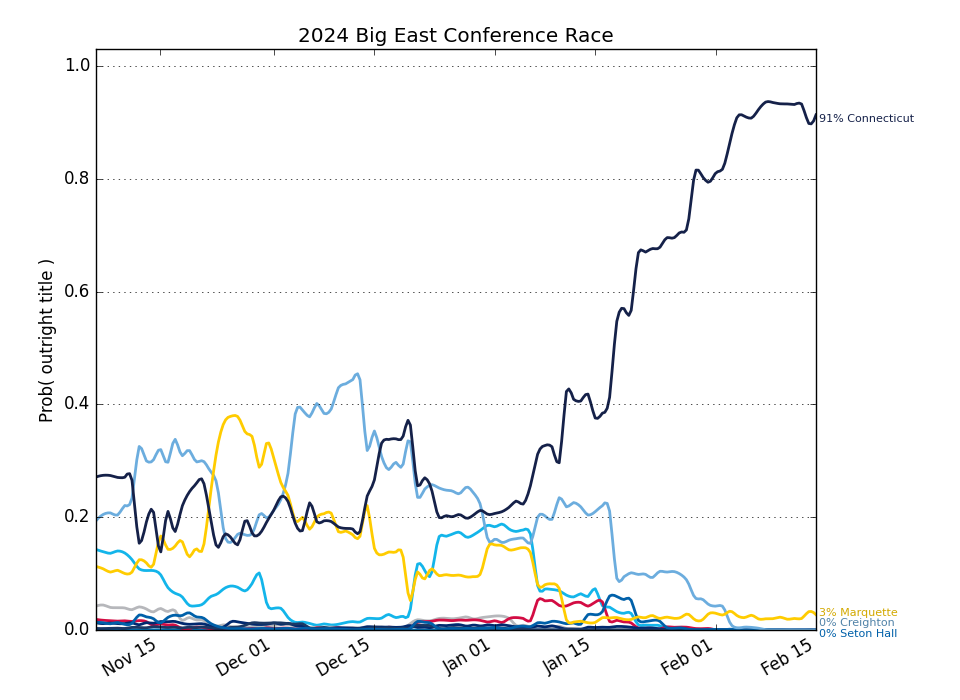 2024 Big East Conference Race
Prob( outright title )
1.0
0.8
0.6
0.4
0.2
0.0
91% Connecticut
3% Marquette
0% Creighton
0% Seton Hall
Nov 15
Dec 01
Dec 15
Jan 01
Jan 15
Feb 01
Feb 15